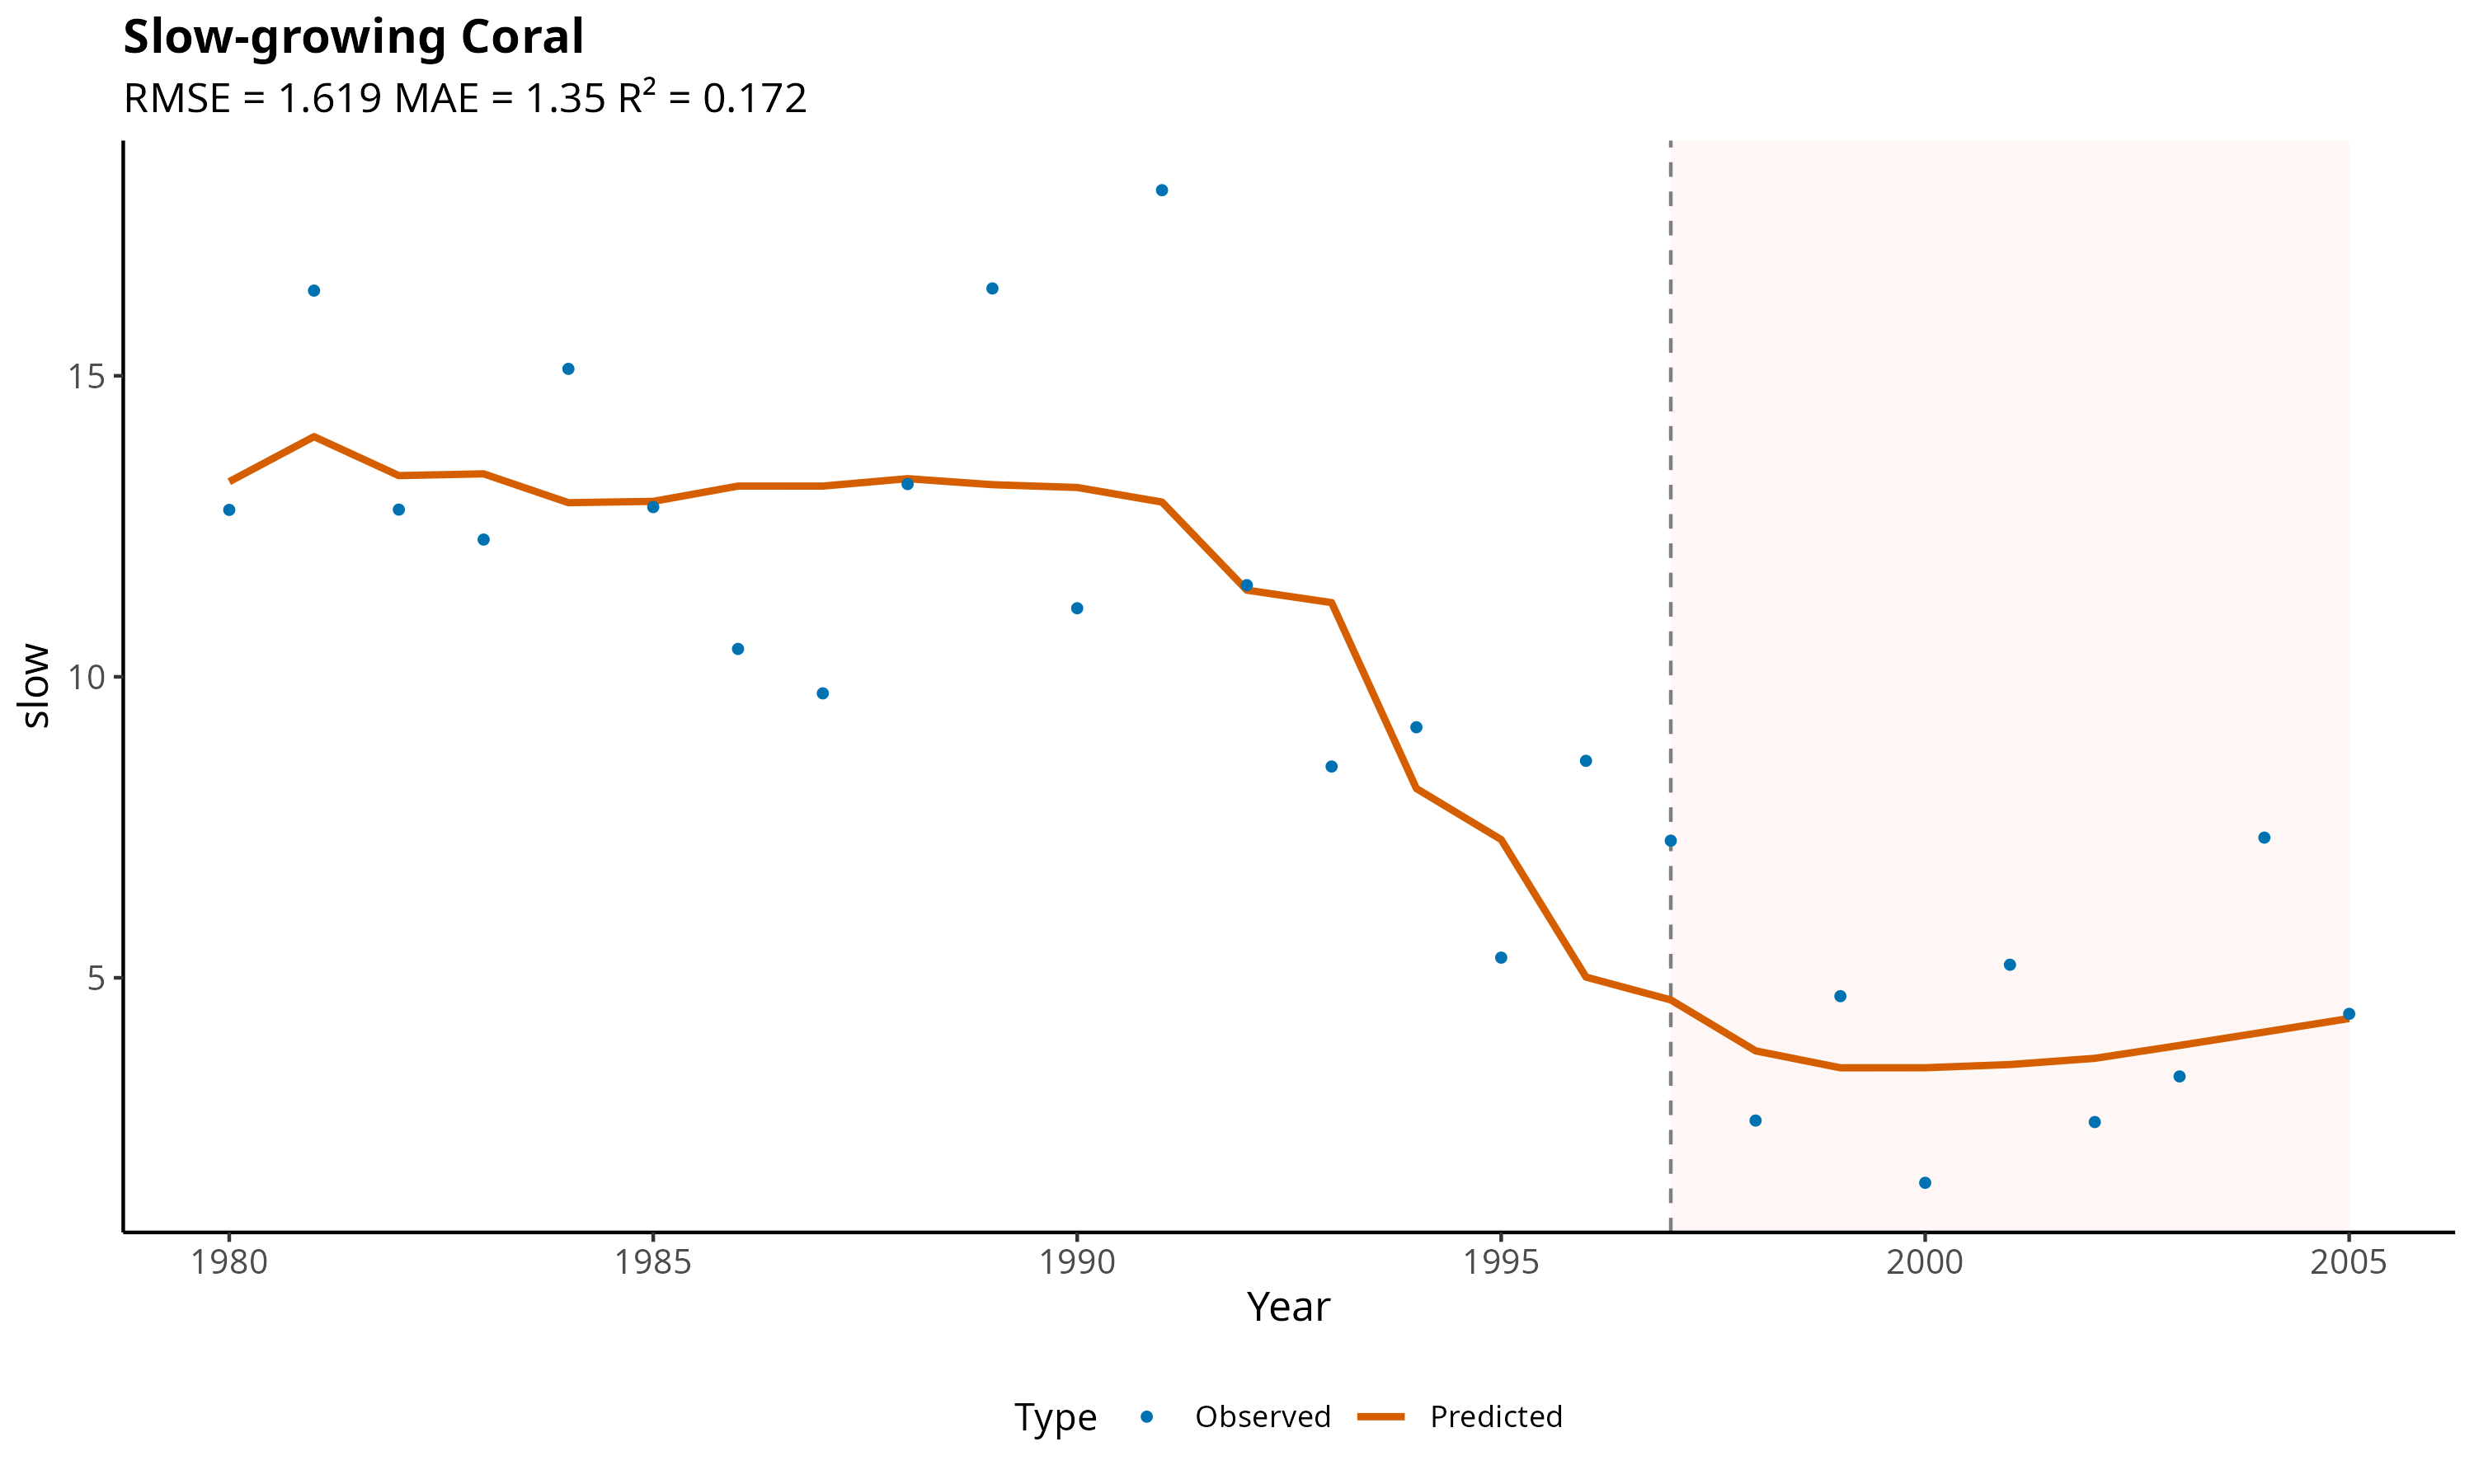 Slow-growing Coral
RMSE = 1.619 MAE = 1.35 R² = 0.172
slow
15
10
5
1980 1985 1990 1995 2000 2005
Year
Type Observed Predicted